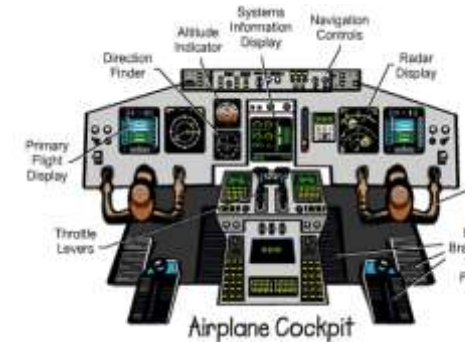 Systems
Information
Display
Navigation
Controls
Altitude
Indicator
Direction
Finder
Radar
Display
Primary
Flight
Display
Throttle
Levers
Airplane Cockpit